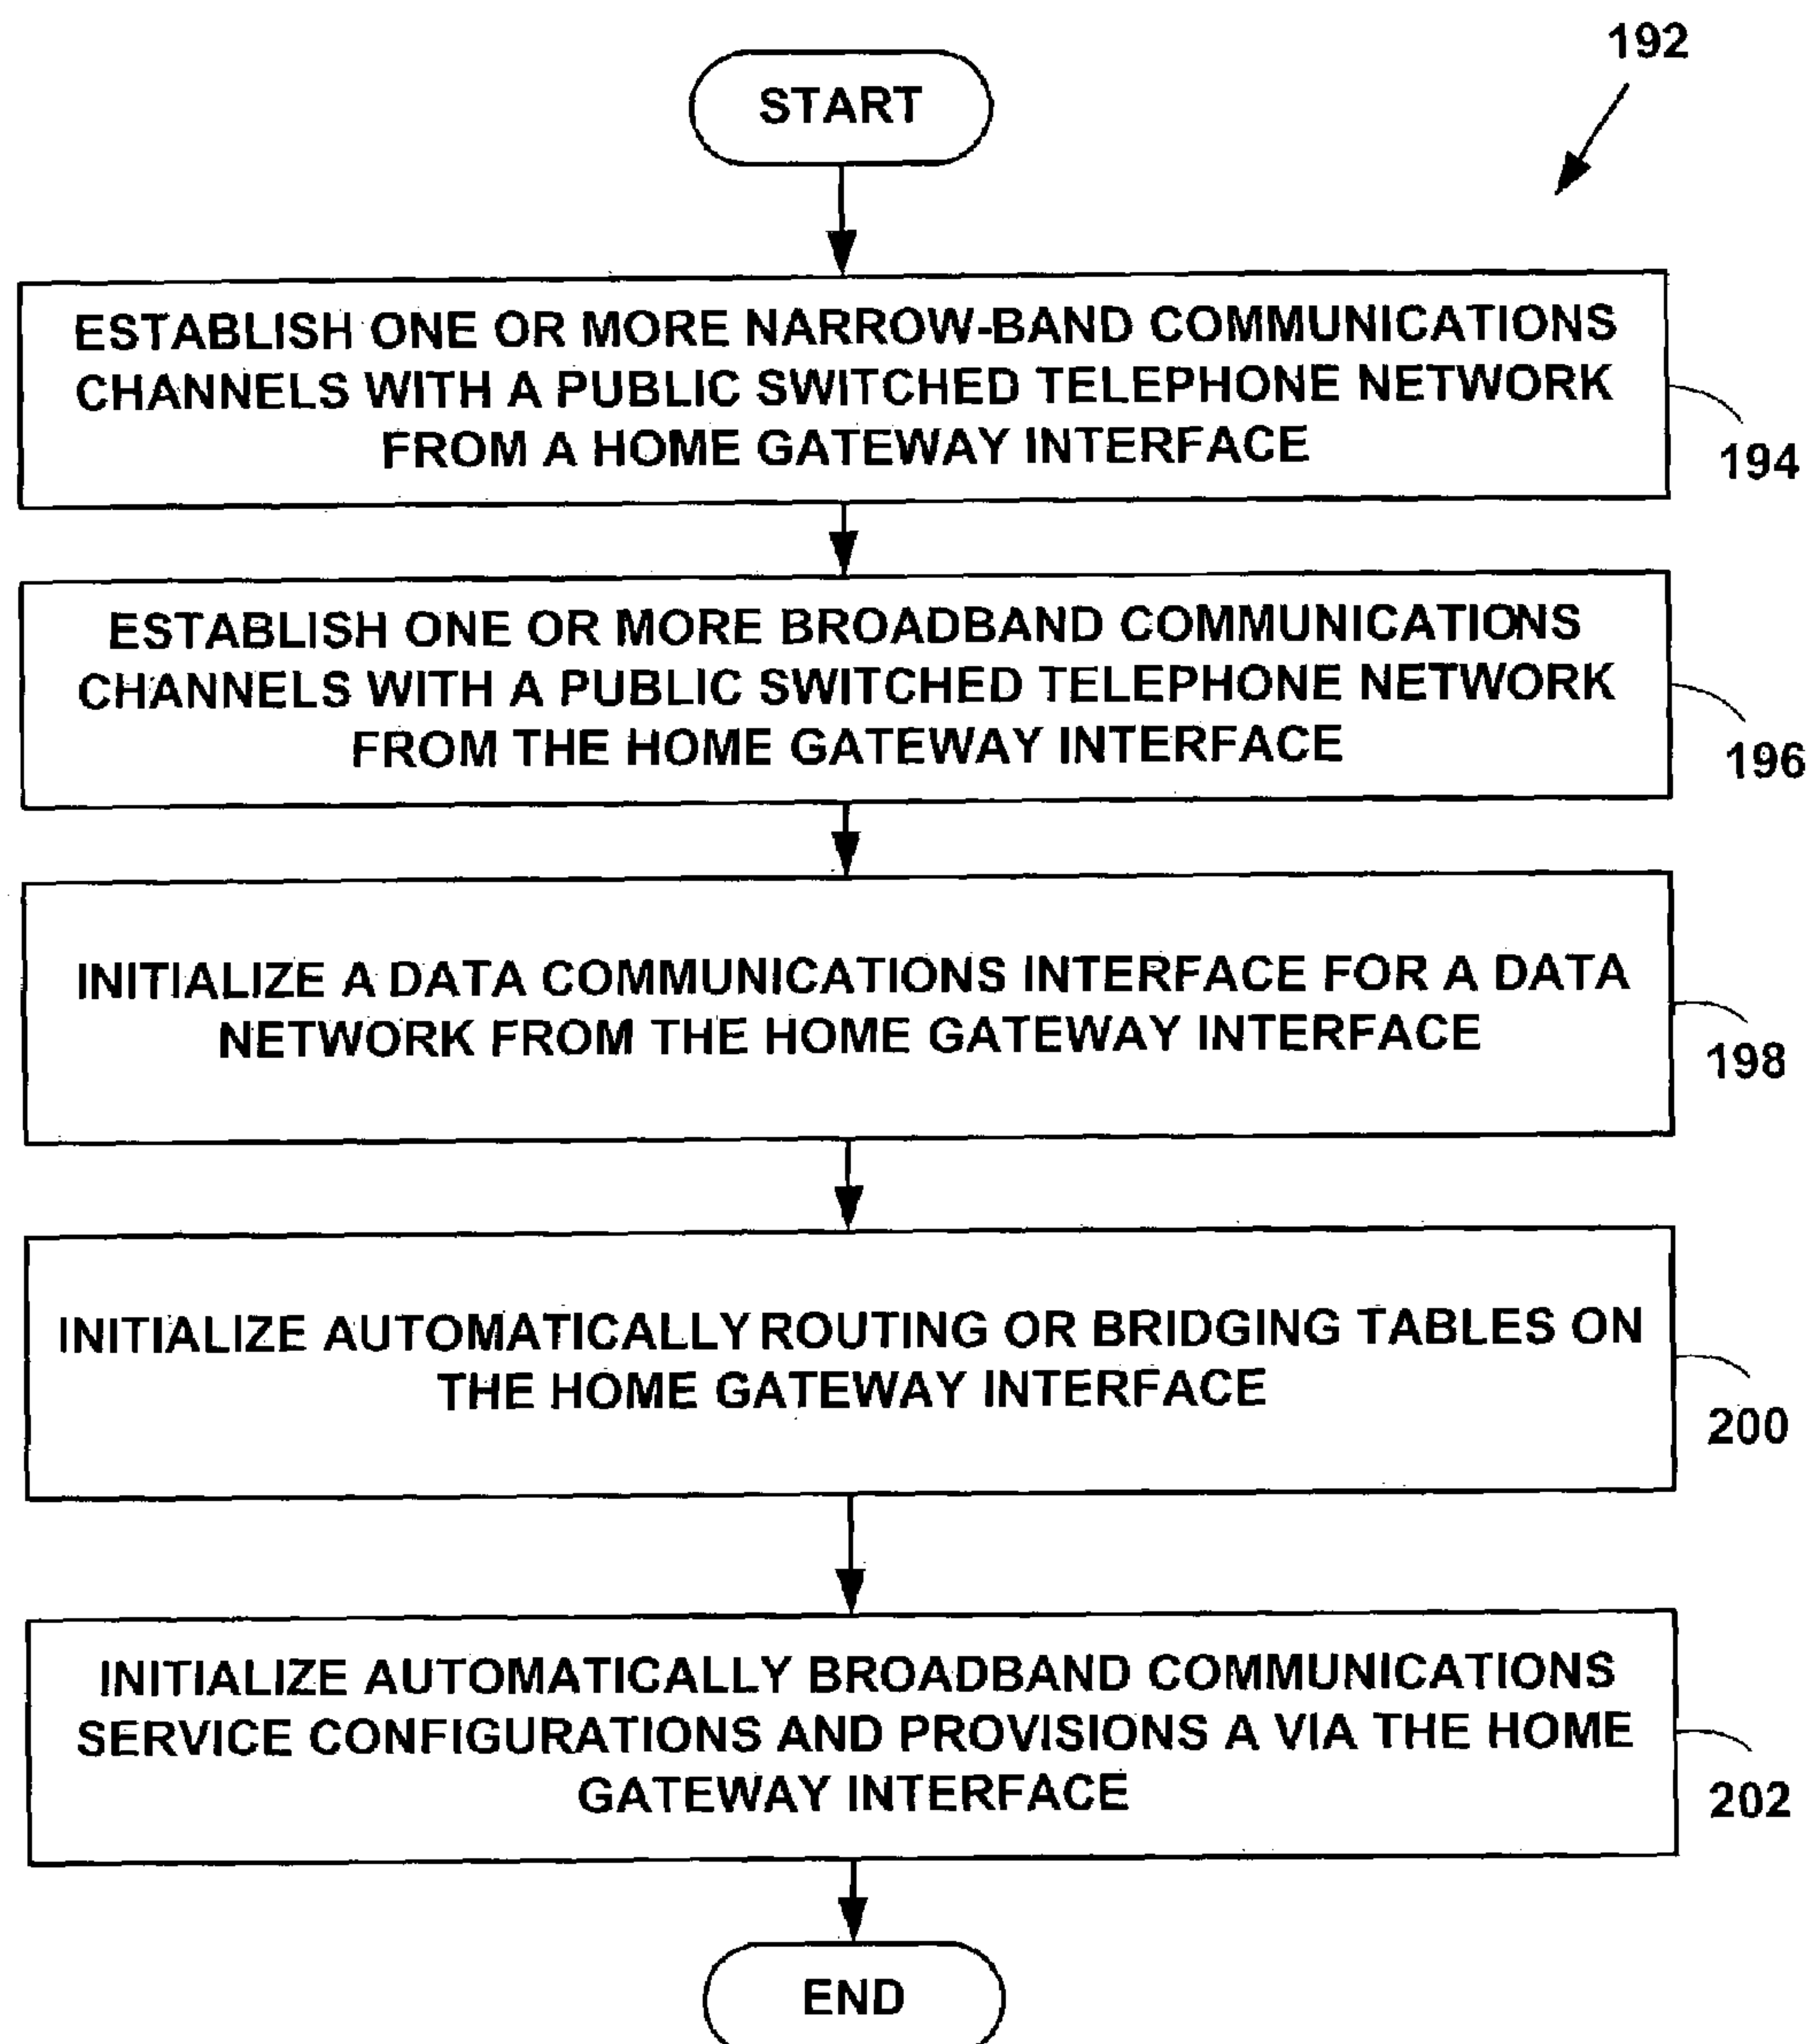 192
START
ESTABLISH ONE OR MORE NARROW-BAND COMMUNICATIONS
CHANNELS WITH A PUBLIC SWITCHED TELEPHONE NETWORK
FROM A HOME GATEWAY INTERFACE
194
ESTABLISH ONE OR MORE BROADBAND COMMUNICATIONS
CHANNELS WITH A PUBLIC SWITCHED TELEPHONE NETWORK
FROM THE HOME GATEWAY INTERFACE
196
INITIALIZE A DATA COMMUNICATIONS INTERFACE FOR A DATA
NETWORK FROM THE HOME GATEWAY INTERFACE
198
INITIALIZE AUTOMATICALLY ROUTING OR BRIDGING TABLES ON
THE HOME GATEWAY INTERFACE
200
INITIALIZE AUTOMATICALLY BROADBAND COMMUNICATIONS
SERVICE CONFIGURATIONS AND PROVISIONS A VIA THE HOME
GATEWAY INTERFACE
202
END